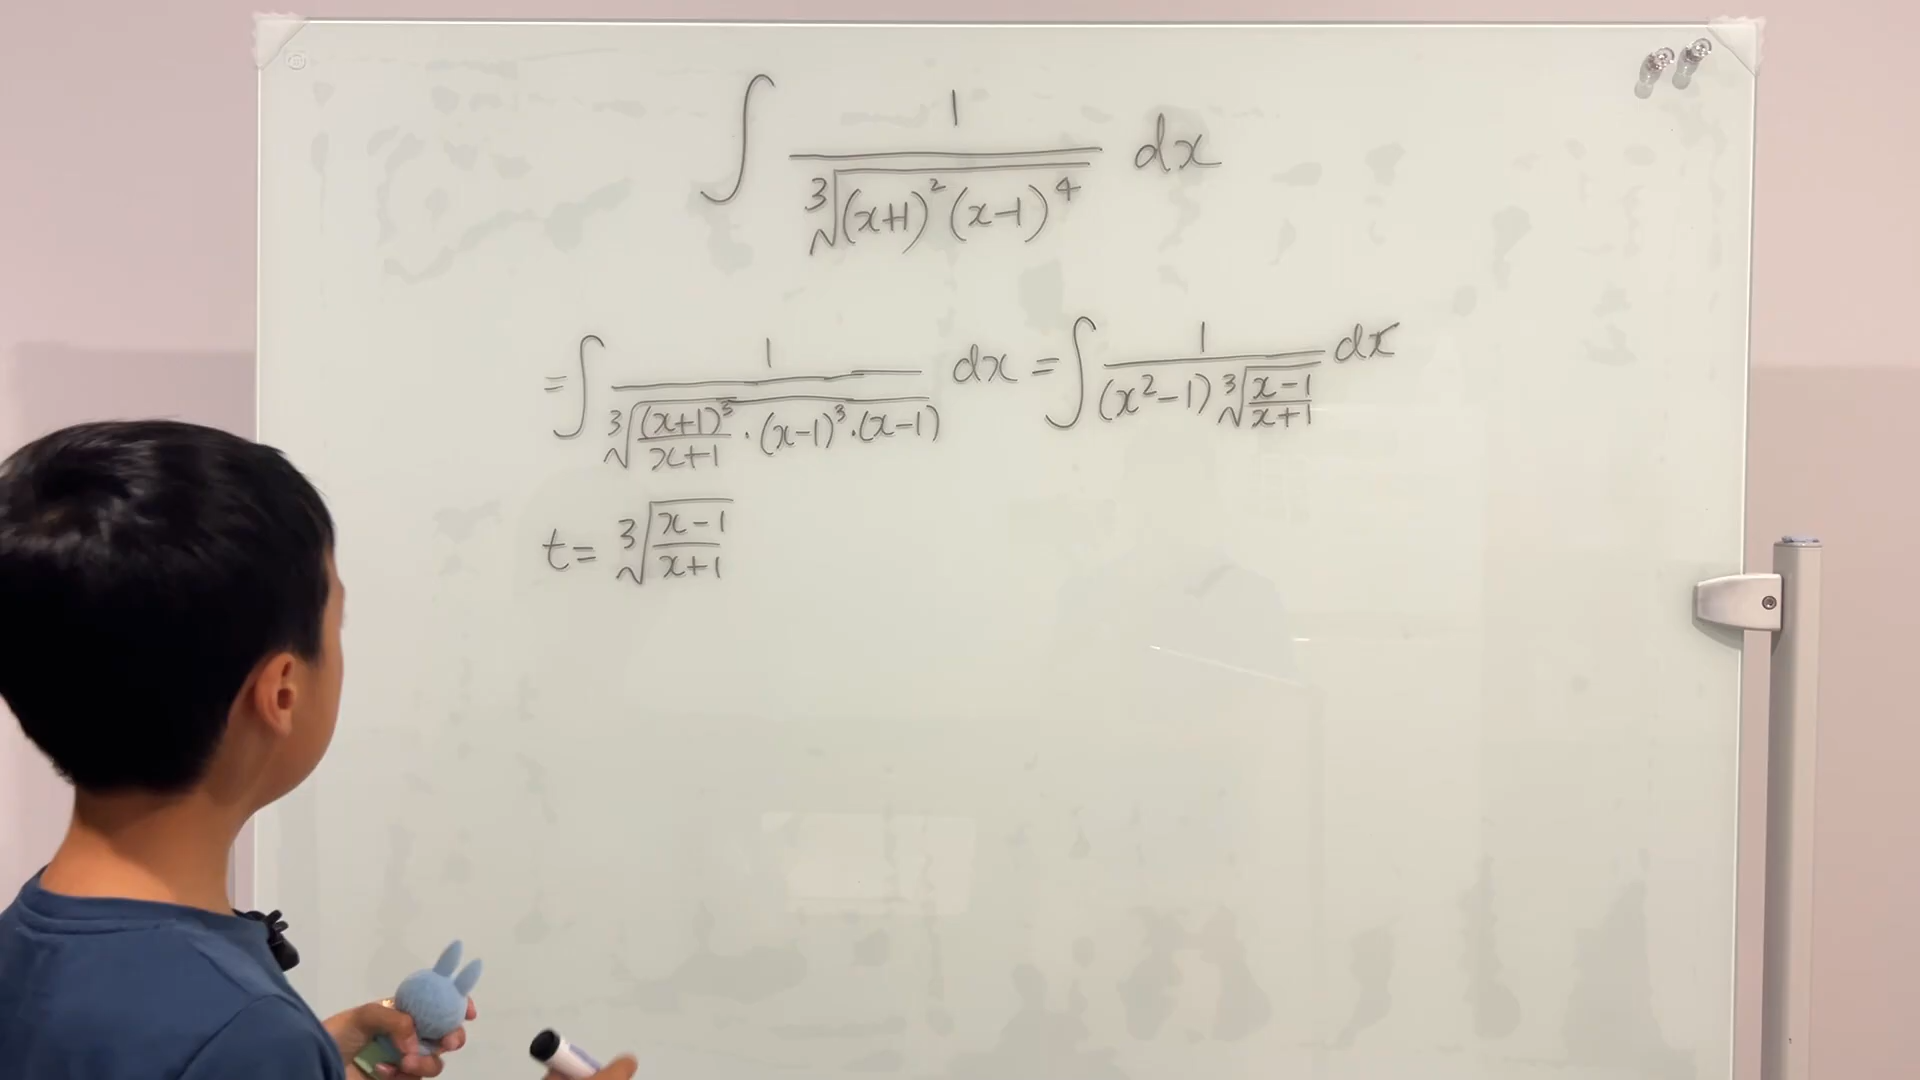 ∫ 1/∛((x+1)²(x-1)⁴) dx
= ∫ 1/∛((x+1)³/(x+1) · (x-1)³ · (x-1)) dx = ∫ 1/((x²-1) ∛((x-1)/(x+1))) dx
t = ∛((x-1)/(x+1))